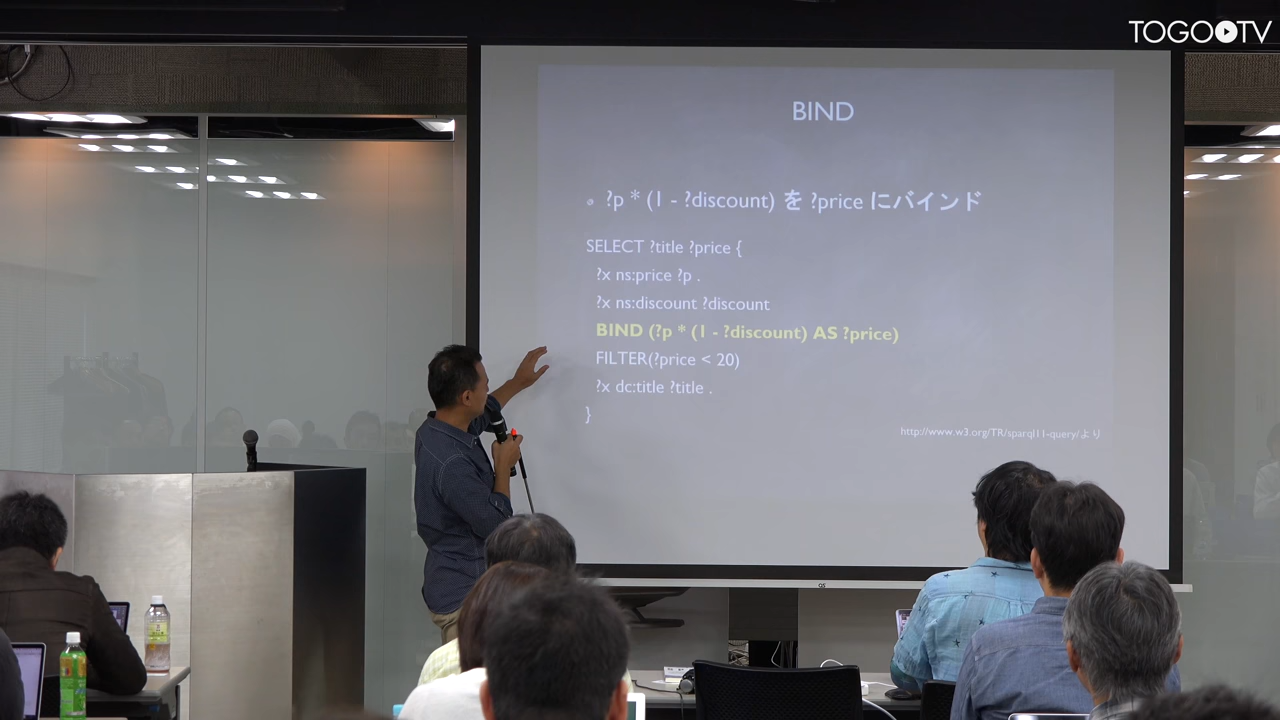 TOGOTV
BIND
?p * (1 - ?discount) を ?price にバインド
SELECT ?title ?price {
?x ns:price ?p .
?x ns:discount ?discount
BIND (?p * (1 - ?discount) AS ?price)
FILTER(?price < 20)
?x dc:title ?title .
}
http://www.w3.org/TR/sparql11-query/より